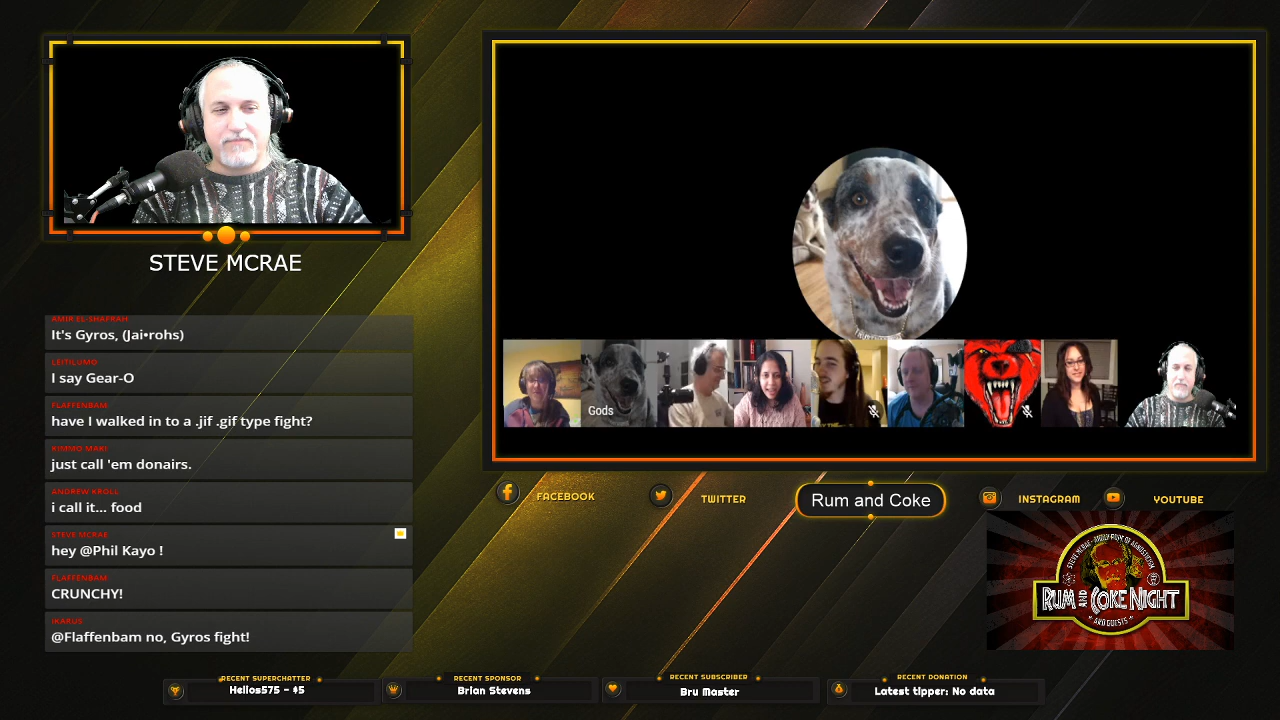 STEVE MCRAE
AMIR EL-SHAFRAH
It's Gyros, (Jai•rohs)
LEITILUMO
I say Gear-O
FLAFFENBAM
have I walked in to a .jif .gif type fight?
KIMMO MAKI
just call 'em donairs.
ANDREW KROLL
i call it... food
STEVE MCRAE
hey @Phil Kayo !
FLAFFENBAM
CRUNCHY!
IKARUS
@Flaffenbam no, Gyros fight!
Gods
FACEBOOK
TWITTER
Rum and Coke
INSTAGRAM
YOUTUBE
RUM AND COKE NIGHT
AND GUESTS
RECENT SUPERCHATTER
Helios575 - $5
RECENT SPONSOR
Brian Stevens
RECENT SUBSCRIBER
Bru Master
RECENT DONATION
Latest tipper: No data